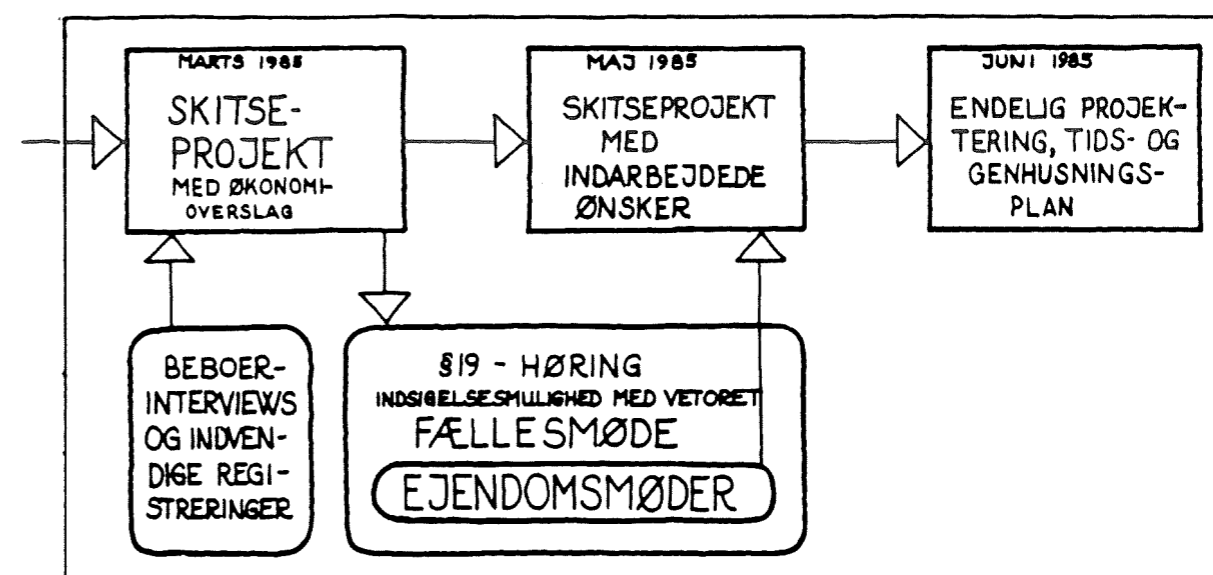 MARTS 1985
SKITSE-
PROJEKT
MED ØKONOMI-
OVERSLAG
MAJ 1985
SKITSEPROJEKT
MED
INDARBEJDEDE
ØNSKER
JUNI 1985
ENDELIG PROJEK-
TERING, TIDS- OG
GENHUSNINGS-
PLAN
BEBOER-
INTERVIEWS
OG INDVEN-
DIGE REGI-
STRERINGER
§19 - HØRING
INDSIGELSESMULIGHED MED VETORET
FÆLLESMØDE
EJENDOMSMØDER